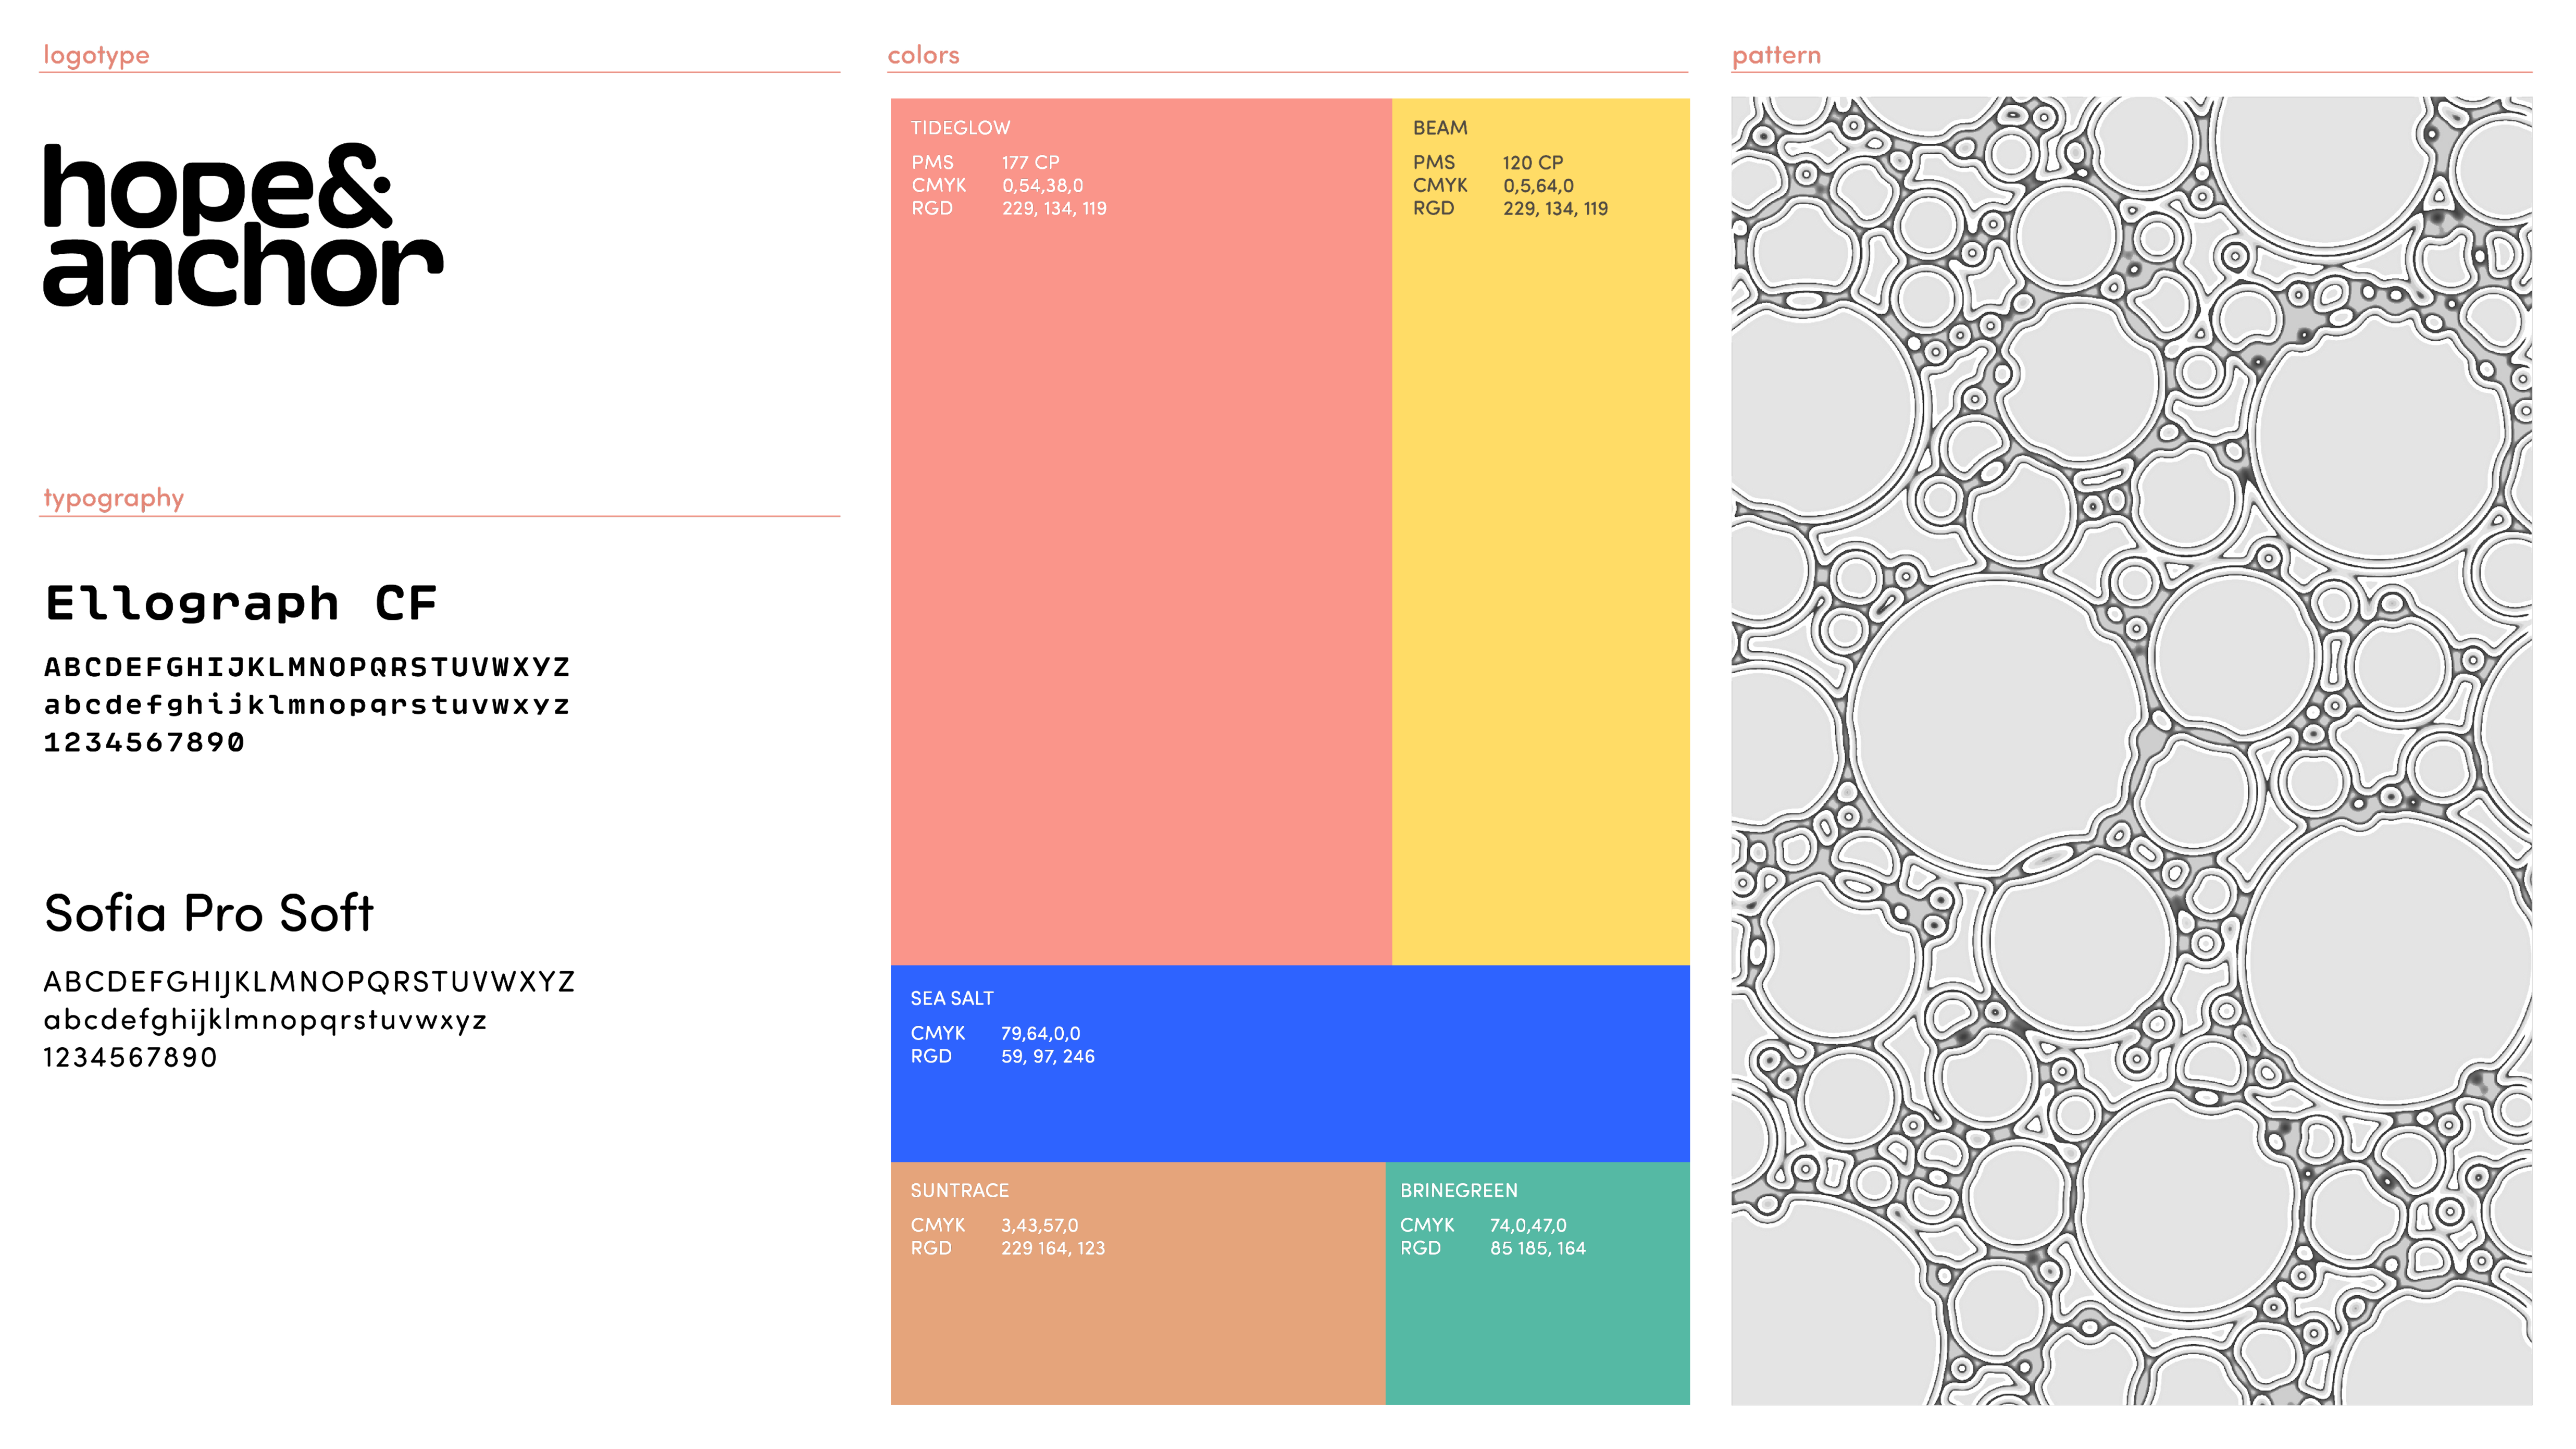 logotype
hope&
anchor
typography
Ellograph CF
ABCDEFGHIJKLMNOPQRSTUVWXYZ
abcdefghijklmnopqrstuvwxyz
1234567890
Sofia Pro Soft
ABCDEFGHIJKLMNOPQRSTUVWXYZ
abcdefghijklmnopqrstuvwxyz
1234567890
colors
TIDEGLOW
PMS 177 CP
CMYK 0,54,38,0
RGD 229, 134, 119
BEAM
PMS 120 CP
CMYK 0,5,64,0
RGD 229, 134, 119
SEA SALT
CMYK 79,64,0,0
RGD 59, 97, 246
SUNTRACE
CMYK 3,43,57,0
RGD 229 164, 123
BRINEGREEN
CMYK 74,0,47,0
RGD 85 185, 164
pattern